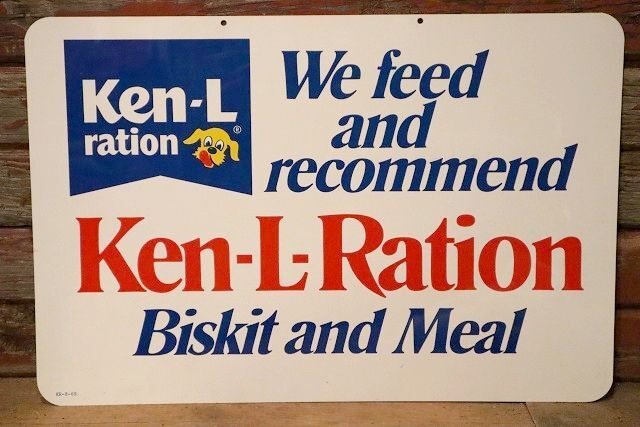 Ken-L
ration ®
We feed
and
recommend
Ken-L-Ration
Biskit and Meal